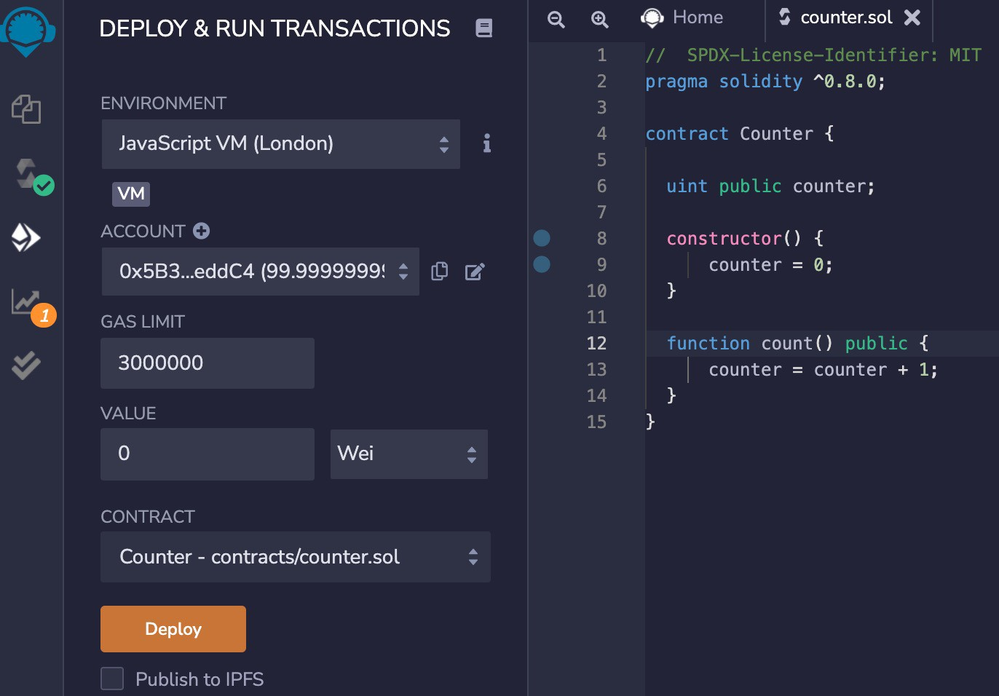 DEPLOY & RUN TRANSACTIONS
ENVIRONMENT
JavaScript VM (London)
VM
ACCOUNT
0x5B3...eddC4 (99.9999999
GAS LIMIT
3000000
VALUE
0
Wei
CONTRACT
Counter - contracts/counter.sol
Deploy
Publish to IPFS
1
Home
counter.sol
1 //  SPDX-License-Identifier: MIT
2 pragma solidity ^0.8.0;
3
4 contract Counter {
5
6   uint public counter;
7
8   constructor() {
9       counter = 0;
10   }
11
12   function count() public {
13       counter = counter + 1;
14   }
15 }